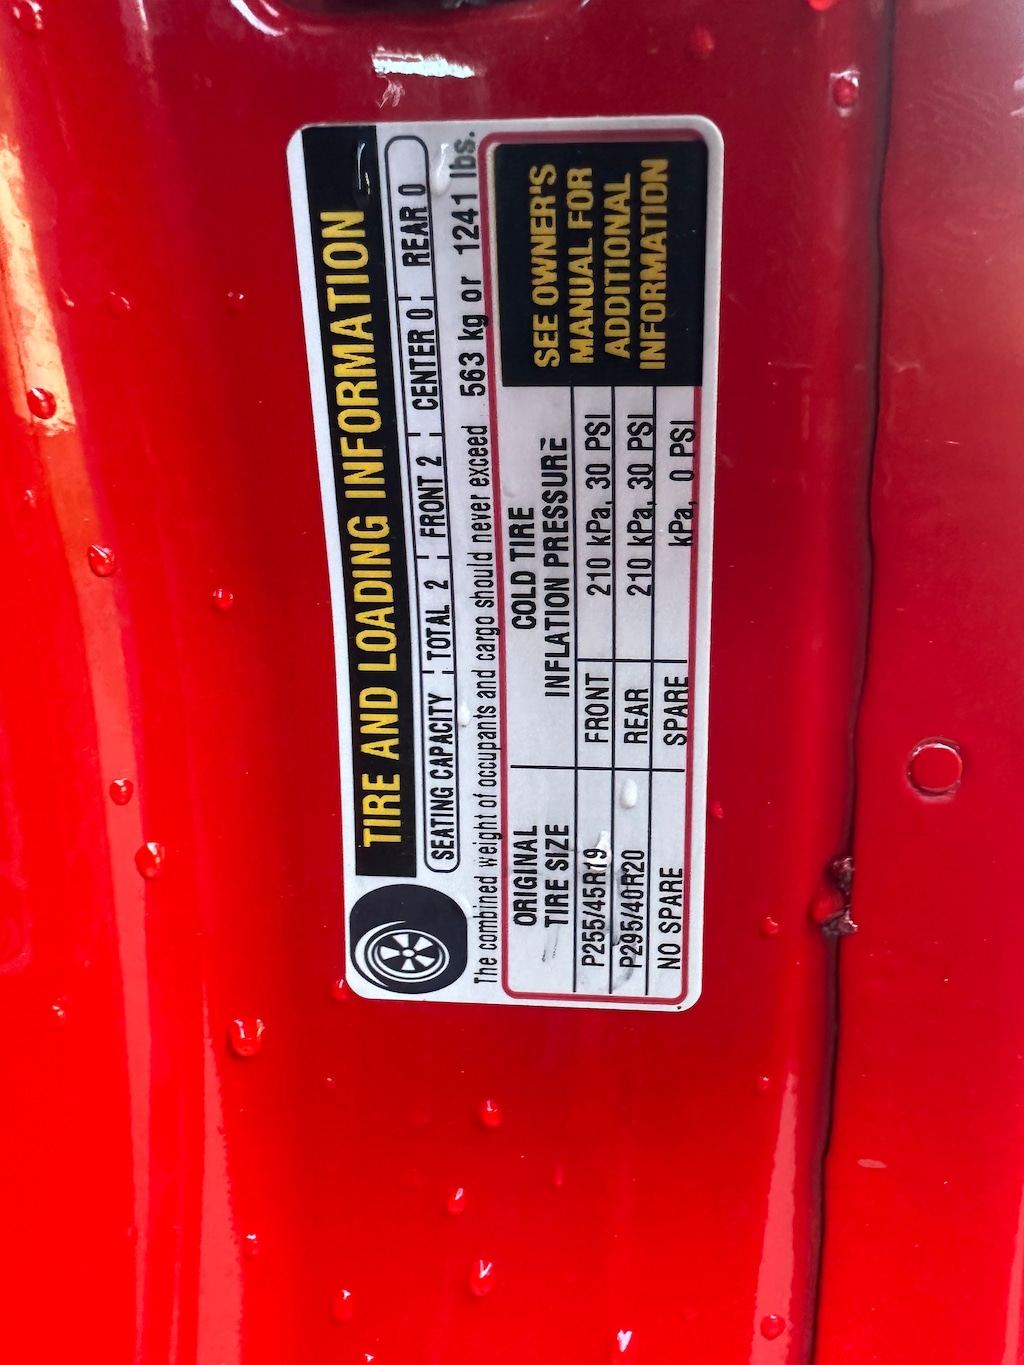 TIRE AND LOADING INFORMATION
SEATING CAPACITY TOTAL 2 FRONT 2 CENTER 0 REAR 0
The combined weight of occupants and cargo should never exceed 563 kg or 1241 lbs.
ORIGINAL TIRE SIZE COLD TIRE INFLATION PRESSURE
P255/45R19 FRONT 210 kPa, 30 PSI
P295/40R20 REAR 210 kPa, 30 PSI
NO SPARE SPARE kPa, 0 PSI
SEE OWNER'S
MANUAL FOR
ADDITIONAL
INFORMATION